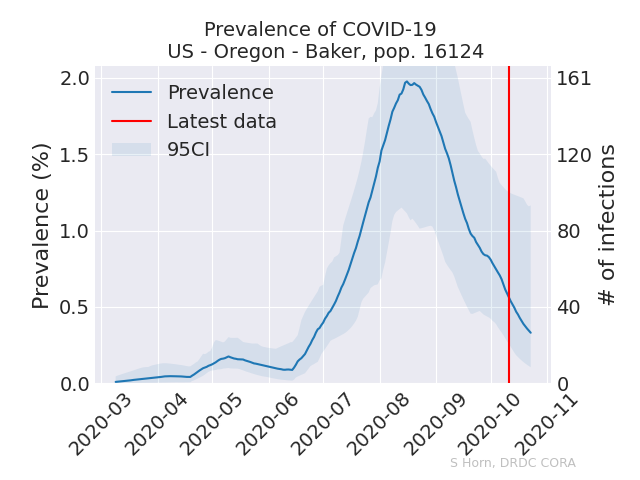 Prevalence of COVID-19
US - Oregon - Baker, pop. 16124
Prevalence
Latest data
95CI
Prevalence (%)
2.0
1.5
1.0
0.5
0.0
161
120
80
40
0
# of infections
2020-03
2020-04
2020-05
2020-06
2020-07
2020-08
2020-09
2020-10
2020-11
S Horn, DRDC CORA